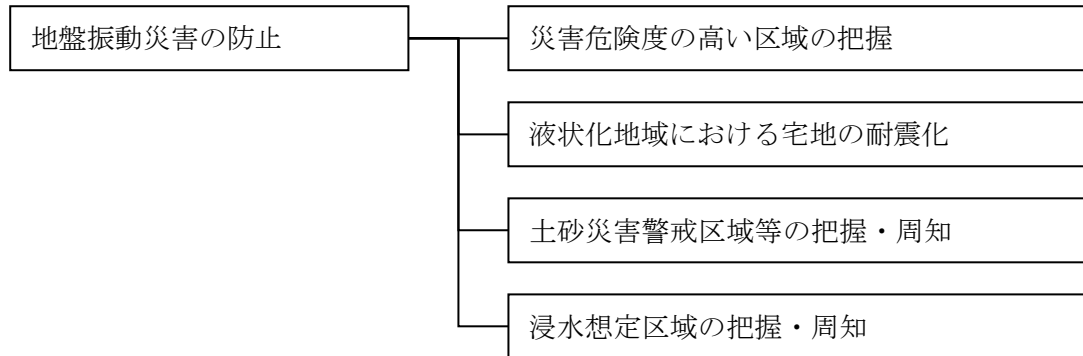 地盤振動災害の防止
災害危険度の高い区域の把握
液状化地域における宅地の耐震化
土砂災害警戒区域等の把握・周知
浸水想定区域の把握・周知